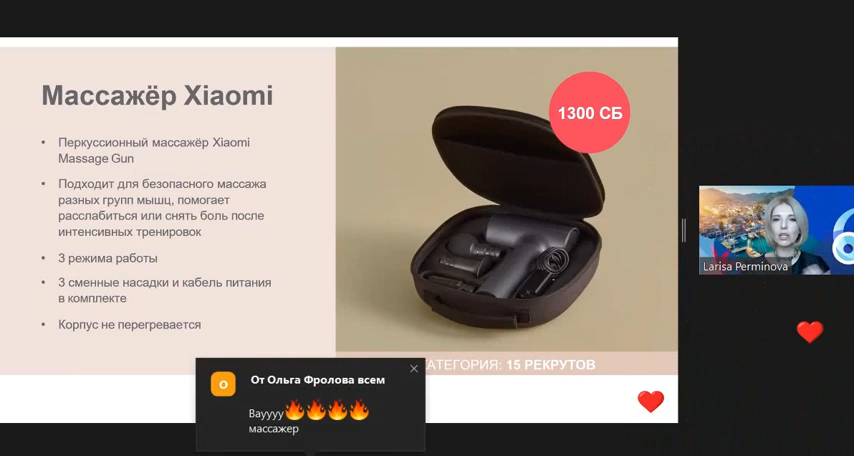 Массажёр Xiaomi
• Перкуссионный массажёр Xiaomi
Massage Gun
• Подходит для безопасного массажа
разных групп мышц, помогает
расслабиться или снять боль после
интенсивных тренировок
• 3 режима работы
• 3 сменные насадки и кабель питания
в комплекте
• Корпус не перегревается
1300 СБ
АТЕГОРИЯ: 15 РЕКРУТОВ
Larisa Perminova
О
От Ольга Фролова всем
Вауууу🔥🔥🔥🔥
массажер